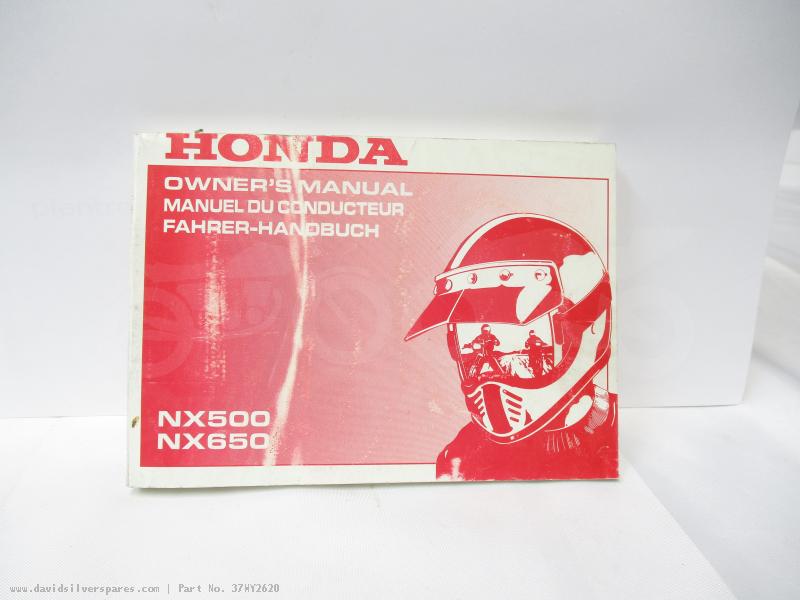 HONDA
OWNER'S MANUAL
MANUEL DU CONDUCTEUR
FAHRER-HANDBUCH
NX500
NX650
www.davidsilverspares.com | Part No. 37MY2620